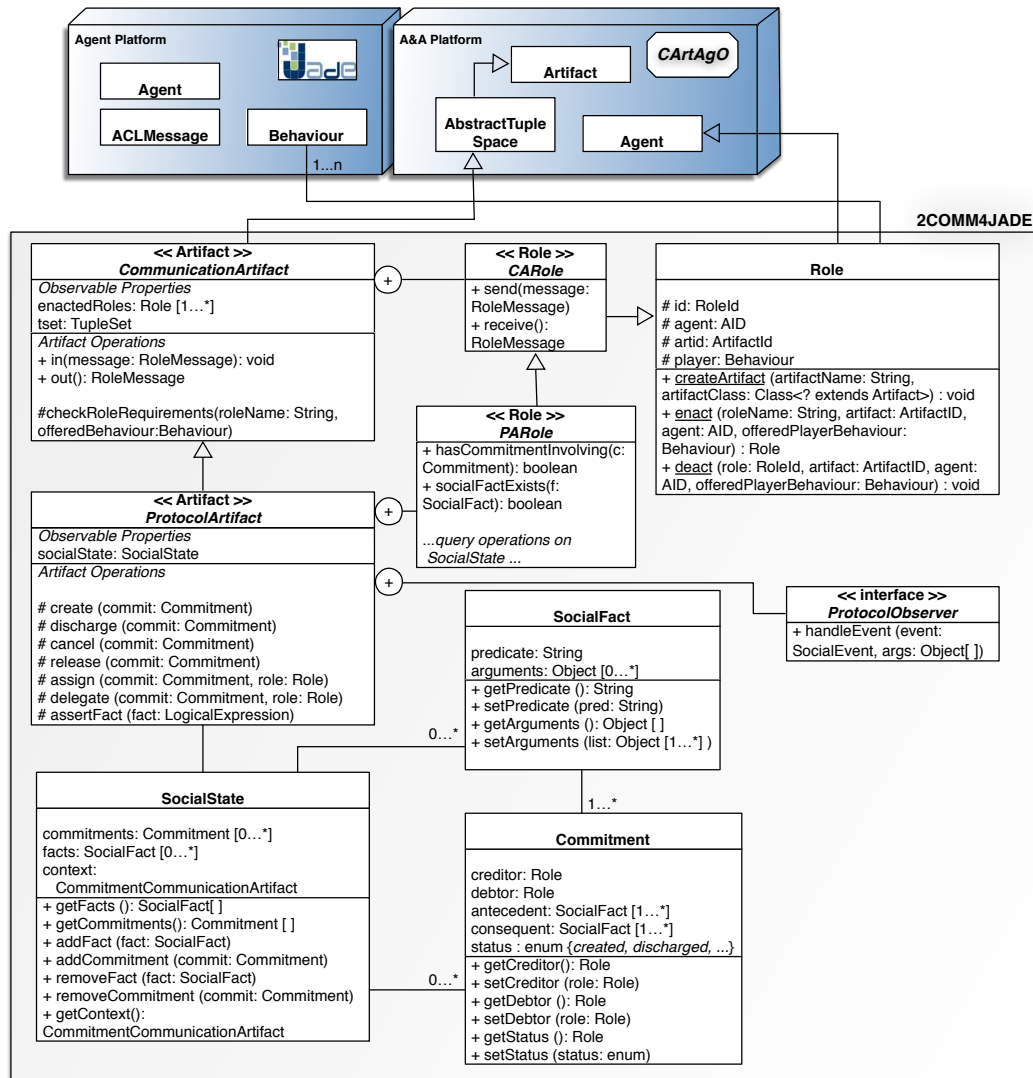 Agent Platform
Jade
Agent
ACLMessage
Behaviour
1...n
A&A Platform
CArtAgO
Artifact
AbstractTuple
Space
Agent
2COMM4JADE
<< Artifact >>
CommunicationArtifact
Observable Properties
enactedRoles: Role [1...*]
tset: TupleSet
Artifact Operations
+ in(message: RoleMessage): void
+ out(): RoleMessage
#checkRoleRequirements(roleName: String,
offeredBehaviour:Behaviour)
+
<< Role >>
CARole
+ send(message:
RoleMessage)
+ receive():
RoleMessage
Role
# id: RoleId
# agent: AID
# artid: ArtifactId
# player: Behaviour
+ createArtifact (artifactName: String,
artifactClass: Class<? extends Artifact>) : void
+ enact (roleName: String, artifact: ArtifactID,
agent: AID, offeredPlayerBehaviour:
Behaviour) : Role
+ deact (role: RoleId, artifact: ArtifactID, agent:
AID, offeredPlayerBehaviour: Behaviour) : void
<< Role >>
PARole
+ hasCommitmentInvolving(c:
Commitment): boolean
+ socialFactExists(f:
SocialFact): boolean
...query operations on
SocialState ...
<< Artifact >>
ProtocolArtifact
Observable Properties
socialState: SocialState
Artifact Operations
# create (commit: Commitment)
# discharge (commit: Commitment)
# cancel (commit: Commitment)
# release (commit: Commitment)
# assign (commit: Commitment, role: Role)
# delegate (commit: Commitment, role: Role)
# assertFact (fact: LogicalExpression)
+
+
<< interface >>
ProtocolObserver
+ handleEvent (event:
SocialEvent, args: Object[ ])
SocialFact
predicate: String
arguments: Object [0...*]
+ getPredicate (): String
+ setPredicate (pred: String)
+ getArguments (): Object [ ]
+ setArguments (list: Object [1...*] )
0...*
1...*
SocialState
commitments: Commitment [0...*]
facts: SocialFact [0...*]
context:
CommitmentCommunicationArtifact
+ getFacts (): SocialFact[ ]
+ getCommitments(): Commitment [ ]
+ addFact (fact: SocialFact)
+ addCommitment (commit: Commitment)
+ removeFact (fact: SocialFact)
+ removeCommitment (commit: Commitment)
+ getContext():
CommitmentCommunicationArtifact
0...*
Commitment
creditor: Role
debtor: Role
antecedent: SocialFact [1...*]
consequent: SocialFact [1...*]
status : enum {created, discharged, ...}
+ getCreditor(): Role
+ setCreditor (role: Role)
+ getDebtor (): Role
+ setDebtor (role: Role)
+ getStatus (): Role
+ setStatus (status: enum)